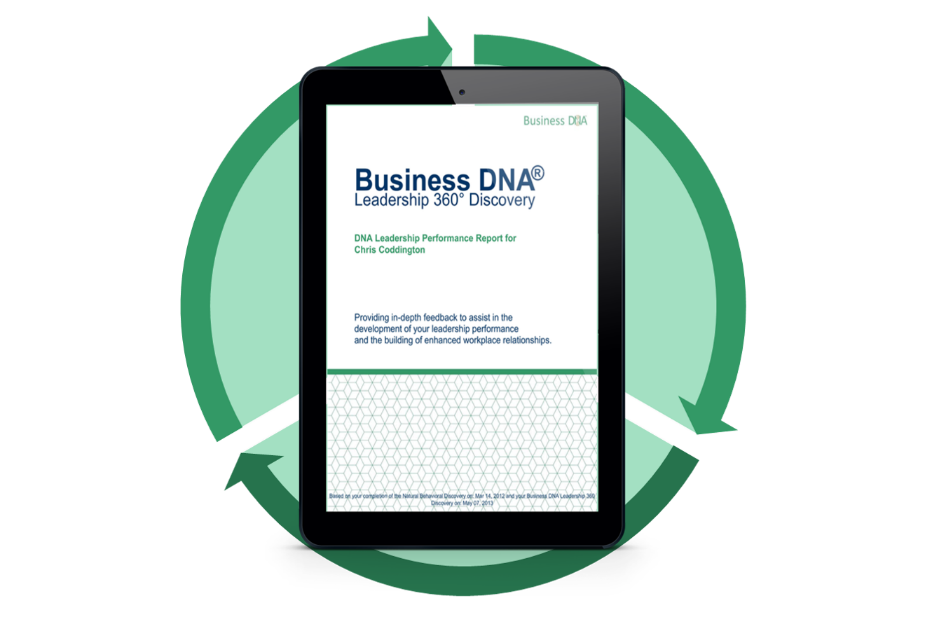 Business DNA
Business DNA®
Leadership 360° Discovery
DNA Leadership Performance Report for
Chris Coddington
Providing in-depth feedback to assist in the
development of your leadership performance
and the building of enhanced workplace relationships.
Based on your completion of the Natural Behavioral Discovery on: Mar 14, 2012 and your Business DNA Leadership 360
Discovery on: May 07, 2013